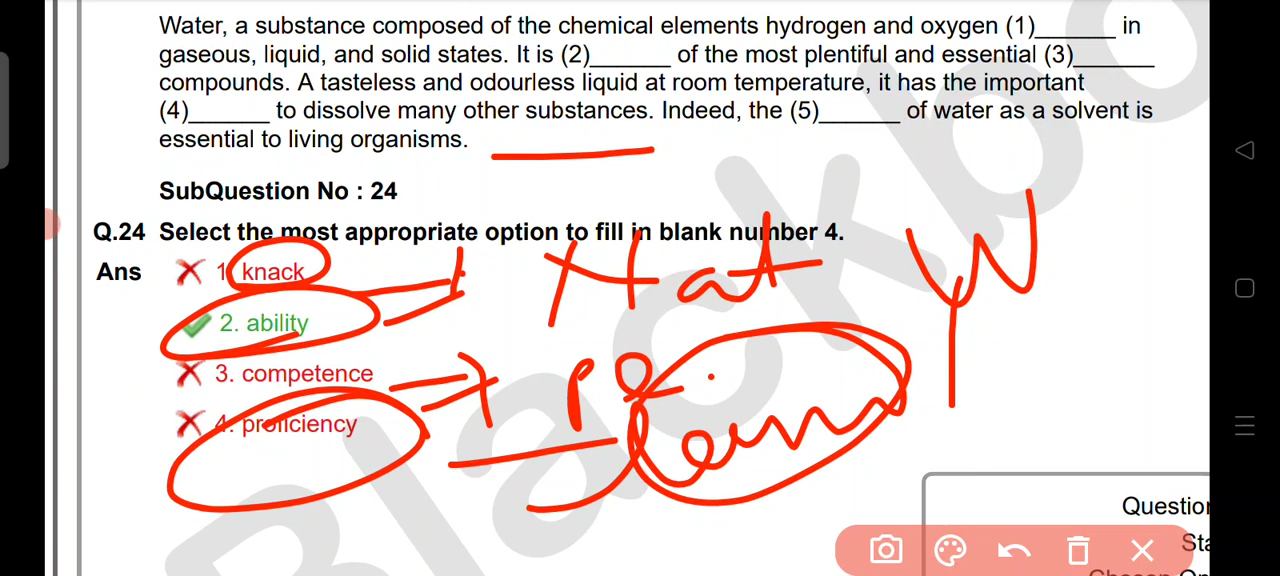 Water, a substance composed of the chemical elements hydrogen and oxygen (1)______ in
gaseous, liquid, and solid states. It is (2)______ of the most plentiful and essential (3)______
compounds. A tasteless and odourless liquid at room temperature, it has the important
(4)______ to dissolve many other substances. Indeed, the (5)______ of water as a solvent is
essential to living organisms.
SubQuestion No : 24
Q.24 Select the most appropriate option to fill in blank number 4.
Ans 1. knack
2. ability
3. competence
4. proficiency
Question